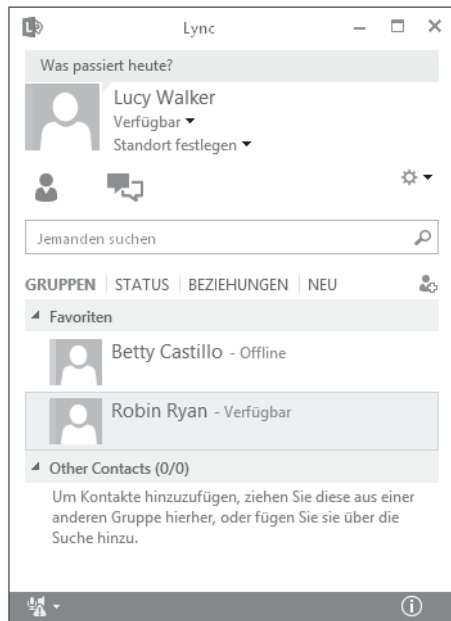 Lync
Was passiert heute?
Lucy Walker
Verfügbar
Standort festlegen
Jemanden suchen
GRUPPEN STATUS BEZIEHUNGEN NEU
Favoriten
Betty Castillo - Offline
Robin Ryan - Verfügbar
Other Contacts (0/0)
Um Kontakte hinzuzufügen, ziehen Sie diese aus einer
anderen Gruppe hierher, oder fügen Sie sie über die
Suche hinzu.